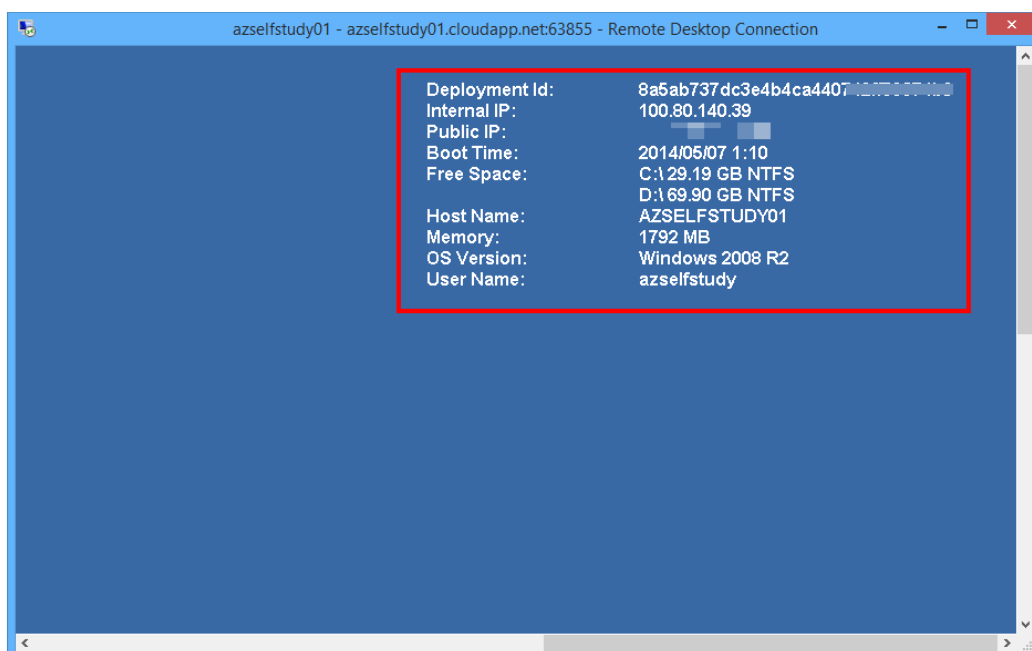 azselfstudy01 - azselfstudy01.cloudapp.net:63855 - Remote Desktop Connection
Deployment Id:
Internal IP: 100.80.140.39
Public IP:
Boot Time: 2014/05/07 1:10
Free Space: C:\ 29.19 GB NTFS
D:\ 69.90 GB NTFS
Host Name: AZSELFSTUDY01
Memory: 1792 MB
OS Version: Windows 2008 R2
User Name: azselfstudy